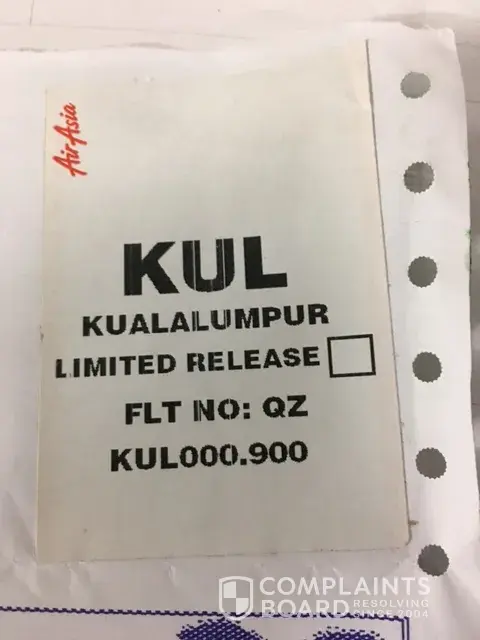 AirAsia
KUL
KUALALUMPUR
LIMITED RELEASE
FLT NO: QZ
KUL000.900
COMPLAINTS
BOARD RESOLVING
SINCE 2004